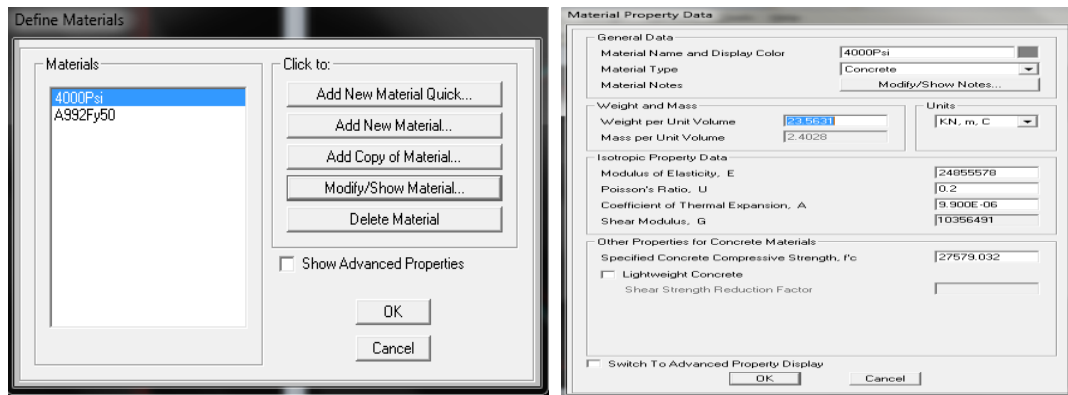 Define Materials
Materials
4000Psi
A992Fy50
Click to:
Add New Material Quick...
Add New Material...
Add Copy of Material...
Modify/Show Material...
Delete Material
Show Advanced Properties
OK
Cancel
Material Property Data
General Data
Material Name and Display Color 4000Psi
Material Type Concrete
Material Notes Modify/Show Notes...
Weight and Mass
Weight per Unit Volume 23.5631
Mass per Unit Volume 2.4028
Units
KN, m, C
Isotropic Property Data
Modulus of Elasticity, E 24855578
Poisson's Ratio, U 0.2
Coefficient of Thermal Expansion, A 9.900E-06
Shear Modulus, G 10356491
Other Properties for Concrete Materials
Specified Concrete Compressive Strength, f'c 27579.032
Lightweight Concrete
Shear Strength Reduction Factor
Switch To Advanced Property Display
OK Cancel